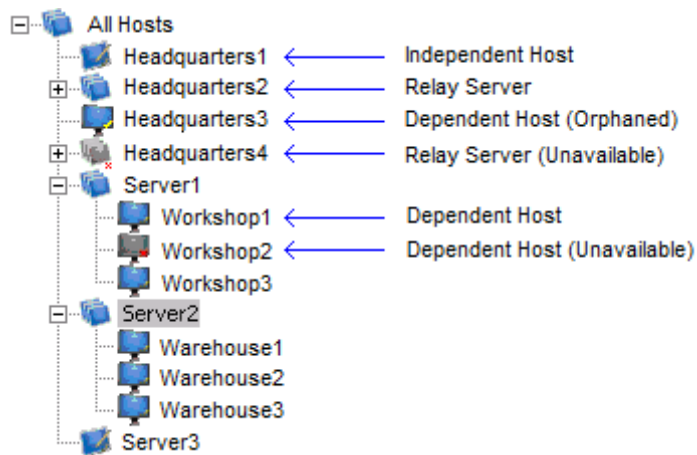 All Hosts
Headquarters1 Independent Host
Headquarters2 Relay Server
Headquarters3 Dependent Host (Orphaned)
Headquarters4 Relay Server (Unavailable)
Server1
Workshop1 Dependent Host
Workshop2 Dependent Host (Unavailable)
Workshop3
Server2
Warehouse1
Warehouse2
Warehouse3
Server3